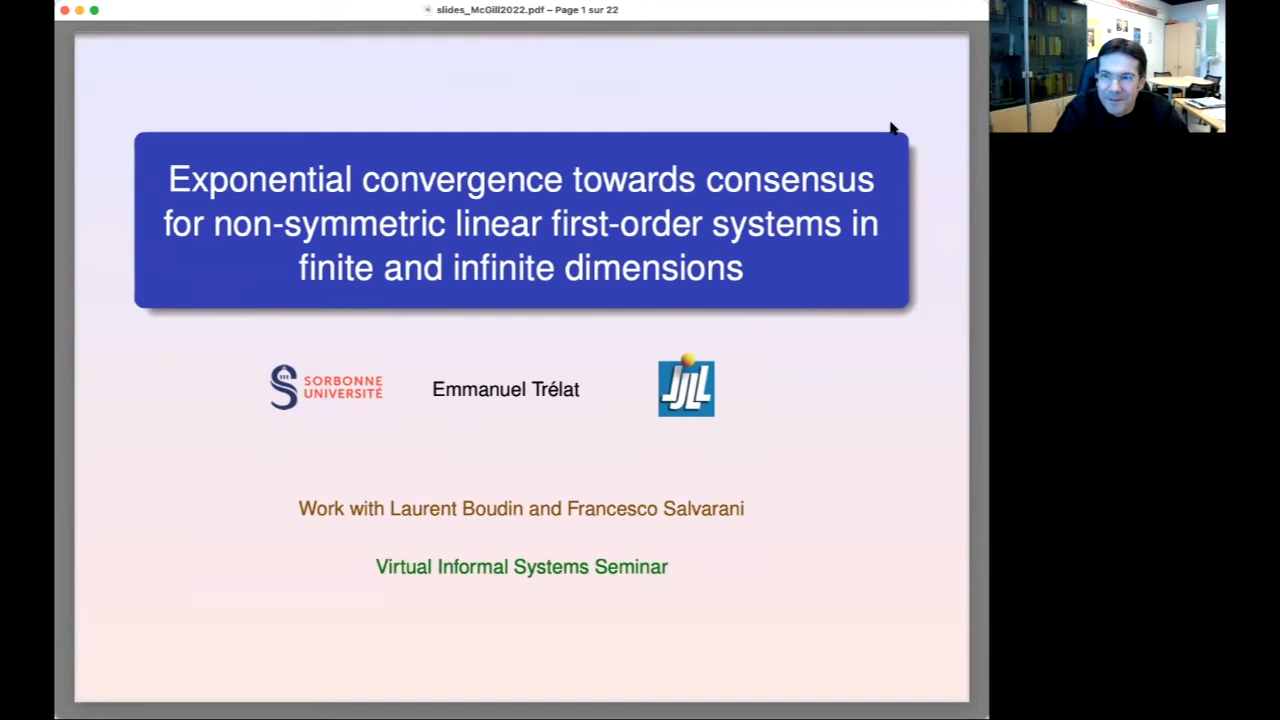 slides_McGill2022.pdf – Page 1 sur 22
Exponential convergence towards consensus
for non-symmetric linear first-order systems in
finite and infinite dimensions
SORBONNE
UNIVERSITÉ
Emmanuel Trélat
LJLL
Work with Laurent Boudin and Francesco Salvarani
Virtual Informal Systems Seminar